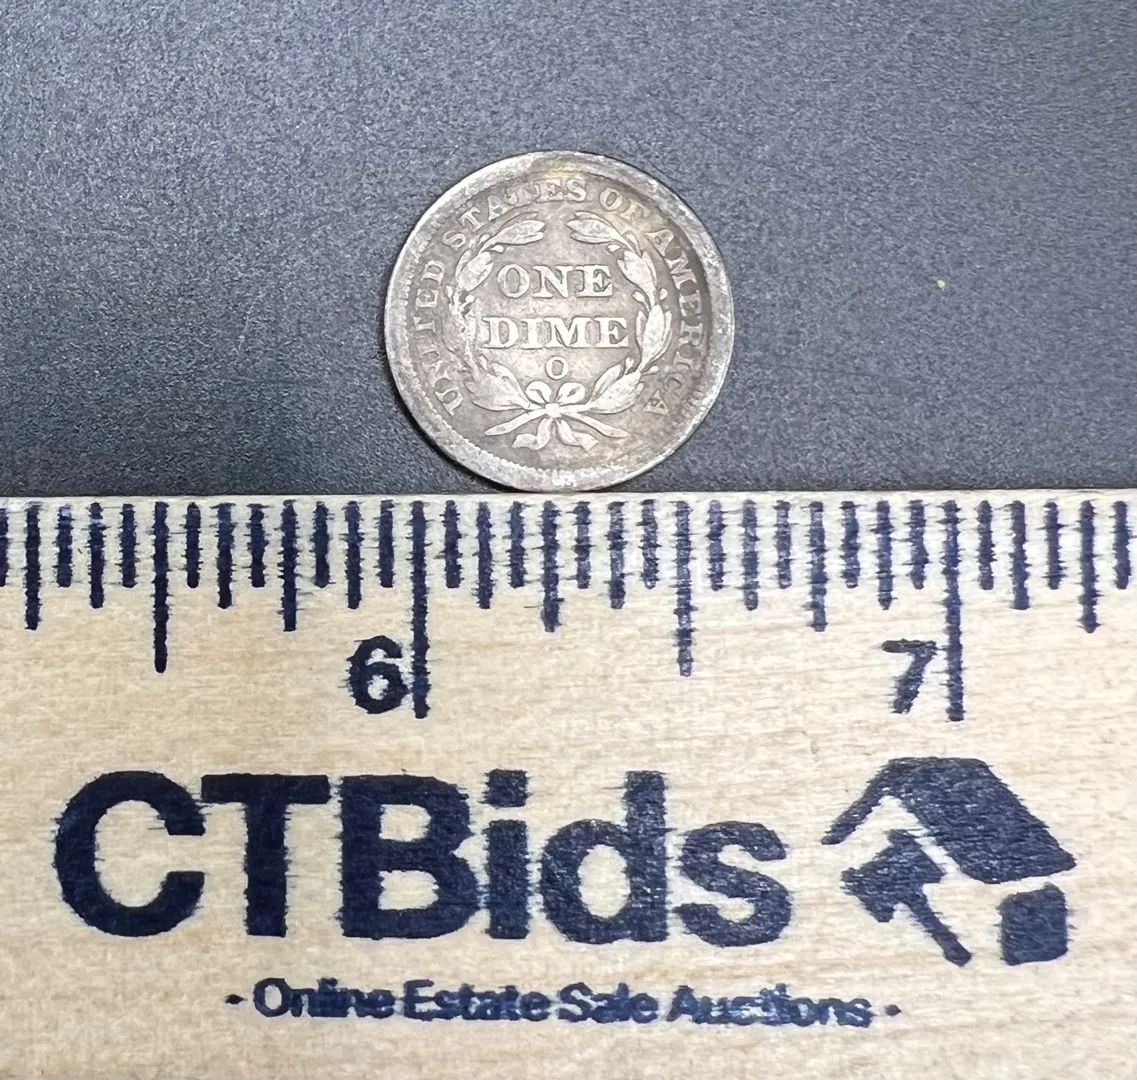 UNITED STATES OF AMERICA
ONE
DIME
O
6 7
CTBids
- Online Estate Sale Auctions -